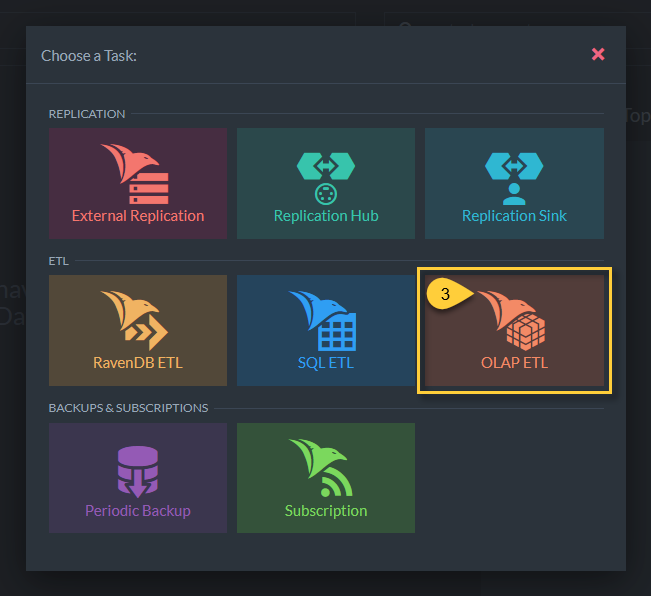 Choose a Task:
REPLICATION
External Replication
Replication Hub
Replication Sink
ETL
3
RavenDB ETL
SQL ETL
OLAP ETL
BACKUPS & SUBSCRIPTIONS
Periodic Backup
Subscription